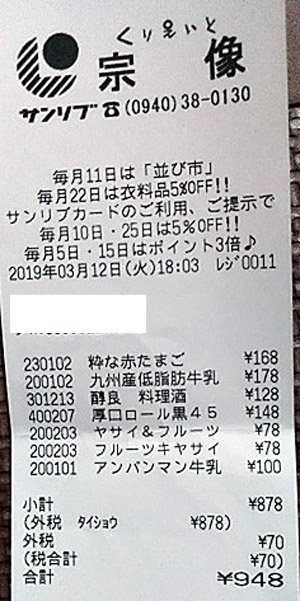 くりえいと
宗像
サンリブ☎(0940)38-0130
毎月11日は「並び市」
毎月22日は衣料品5%OFF!!
サンリブカードのご利用、ご提示で
毎月10日・25日は5%OFF!!
毎月5日・15日はポイント3倍♪
2019年03月12日(火)18:03 ﾚｼﾞ0011
230102 粋な赤たまご ¥168
200102 九州産低脂肪牛乳 ¥178
301213 醇良 料理酒 ¥128
400207 厚口ロール黒45 ¥148
200203 ヤサイ&フルーツ ¥78
200203 フルーツキヤサイ ¥78
200101 アンパンマン牛乳 ¥100
小計 ¥878
(外税 ﾀｲｼｮｳ ¥878)
外税 ¥70
(税合計 ¥70)
合計 ¥948